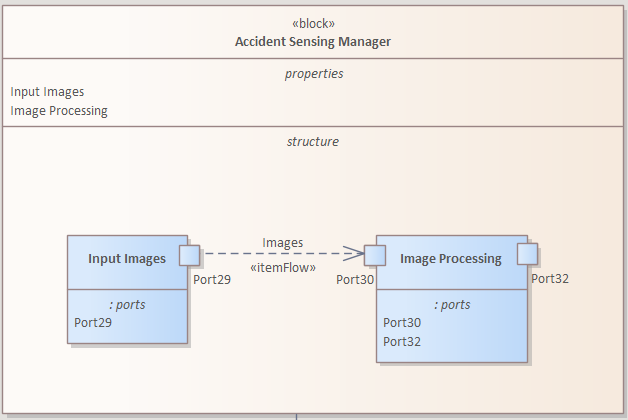 «block»
Accident Sensing Manager
properties
Input Images
Image Processing
structure
Images
Input Images
Image Processing
«itemFlow»
Port29
Port30
Port32
: ports
: ports
Port29
Port30
Port32